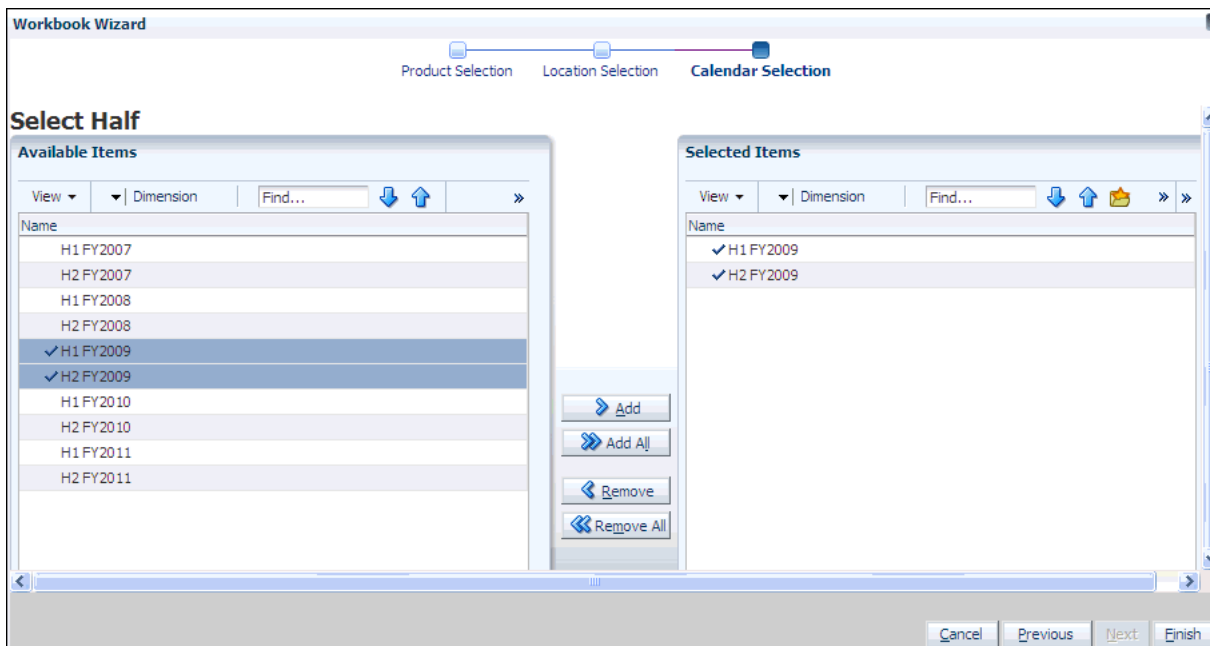 Workbook Wizard
Product Selection
Location Selection
Calendar Selection
Select Half
Available Items
View
Dimension
Find...
»
Name
H1 FY2007
H2 FY2007
H1 FY2008
H2 FY2008
H1 FY2009
H2 FY2009
H1 FY2010
H2 FY2010
H1 FY2011
H2 FY2011
Add
Add All
Remove
Remove All
Selected Items
View
Dimension
Find...
» »
Name
H1 FY2009
H2 FY2009
Cancel
Previous
Next
Finish